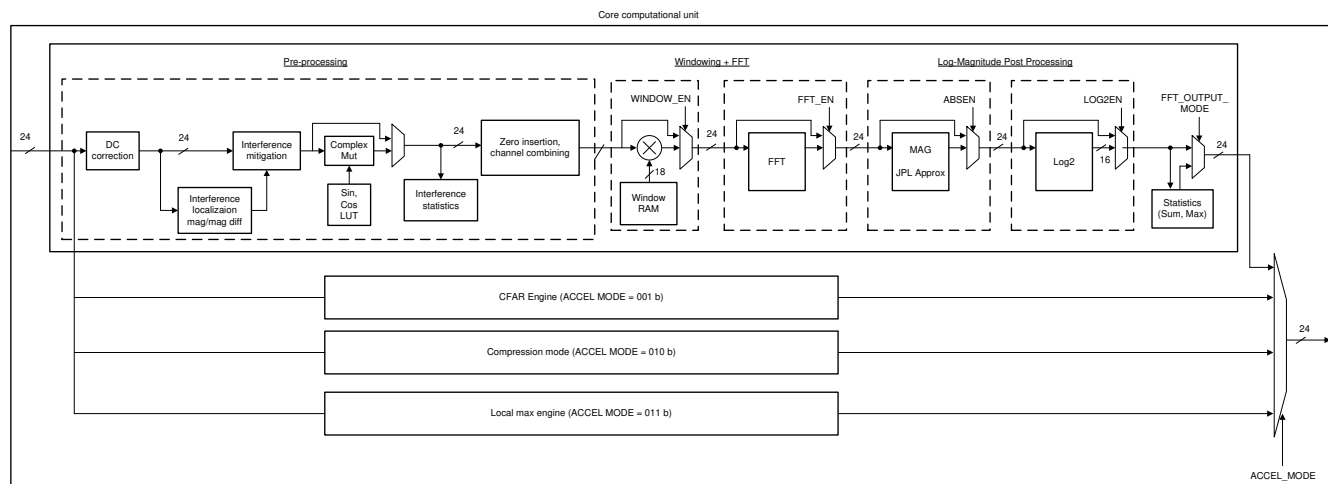 Core computational unit
Pre-processing
Windowing + FFT
Log-Magnitude Post Processing
WINDOW_EN
FFT_EN
ABSEN
LOG2EN
FFT_OUTPUT_
MODE
24
DC
correction
24
Interference
mitigation
Complex
Mut
24
Zero insertion,
channel combining
24
FFT
24
MAG
JPL Approx
24
Log2
16
24
Interference
localizaion
mag/mag diff
Sin,
Cos
LUT
Interference
statistics
18
Window
RAM
Statistics
(Sum, Max)
CFAR Engine (ACCEL MODE = 001 b)
Compression mode (ACCEL MODE = 010 b)
24
Local max engine (ACCEL MODE = 011 b)
ACCEL_MODE